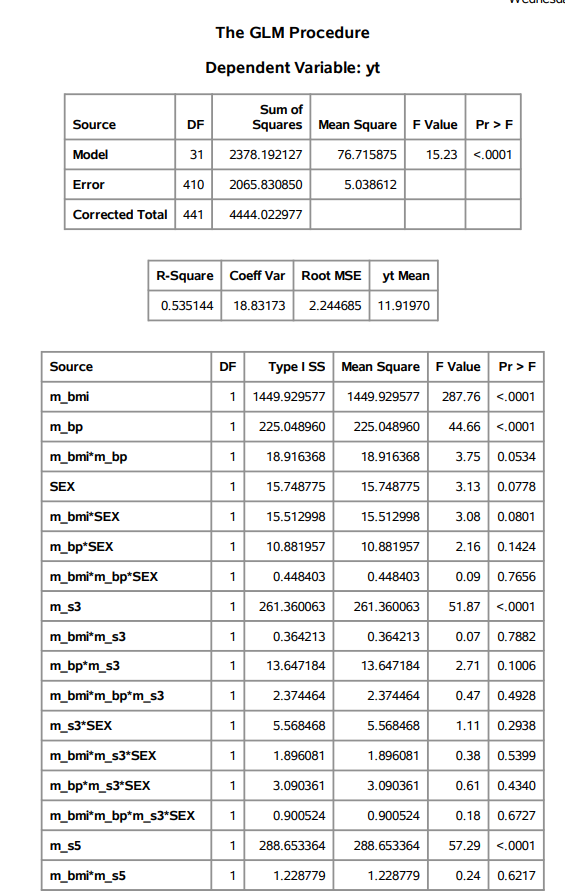 The GLM Procedure
Dependent Variable: yt
Source DF Sum of Squares Mean Square F Value Pr > F
Model 31 2378.192127 76.715875 15.23 <.0001
Error 410 2065.830850 5.038612
Corrected Total 441 4444.022977
R-Square Coeff Var Root MSE yt Mean
0.535144 18.83173 2.244685 11.91970
Source DF Type I SS Mean Square F Value Pr > F
m_bmi 1 1449.929577 1449.929577 287.76 <.0001
m_bp 1 225.048960 225.048960 44.66 <.0001
m_bmi*m_bp 1 18.916368 18.916368 3.75 0.0534
SEX 1 15.748775 15.748775 3.13 0.0778
m_bmi*SEX 1 15.512998 15.512998 3.08 0.0801
m_bp*SEX 1 10.881957 10.881957 2.16 0.1424
m_bmi*m_bp*SEX 1 0.448403 0.448403 0.09 0.7656
m_s3 1 261.360063 261.360063 51.87 <.0001
m_bmi*m_s3 1 0.364213 0.364213 0.07 0.7882
m_bp*m_s3 1 13.647184 13.647184 2.71 0.1006
m_bmi*m_bp*m_s3 1 2.374464 2.374464 0.47 0.4928
m_s3*SEX 1 5.568468 5.568468 1.11 0.2938
m_bmi*m_s3*SEX 1 1.896081 1.896081 0.38 0.5399
m_bp*m_s3*SEX 1 3.090361 3.090361 0.61 0.4340
m_bmi*m_bp*m_s3*SEX 1 0.900524 0.900524 0.18 0.6727
m_s5 1 288.653364 288.653364 57.29 <.0001
m_bmi*m_s5 1 1.228779 1.228779 0.24 0.6217